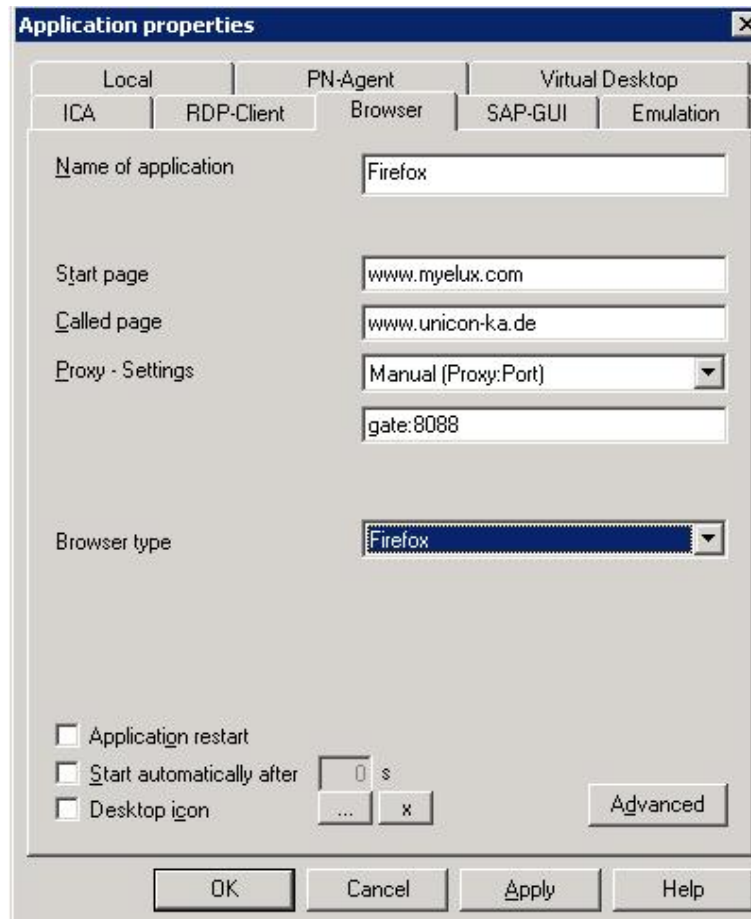 Application properties
Local PN-Agent Virtual Desktop
ICA RDP-Client Browser SAP-GUI Emulation
Name of application Firefox
Start page www.myelux.com
Called page www.unicon-ka.de
Proxy - Settings Manual (Proxy:Port)
gate:8088
Browser type Firefox
Application restart
Start automatically after 0 s
Desktop icon ... x Advanced
OK Cancel Apply Help